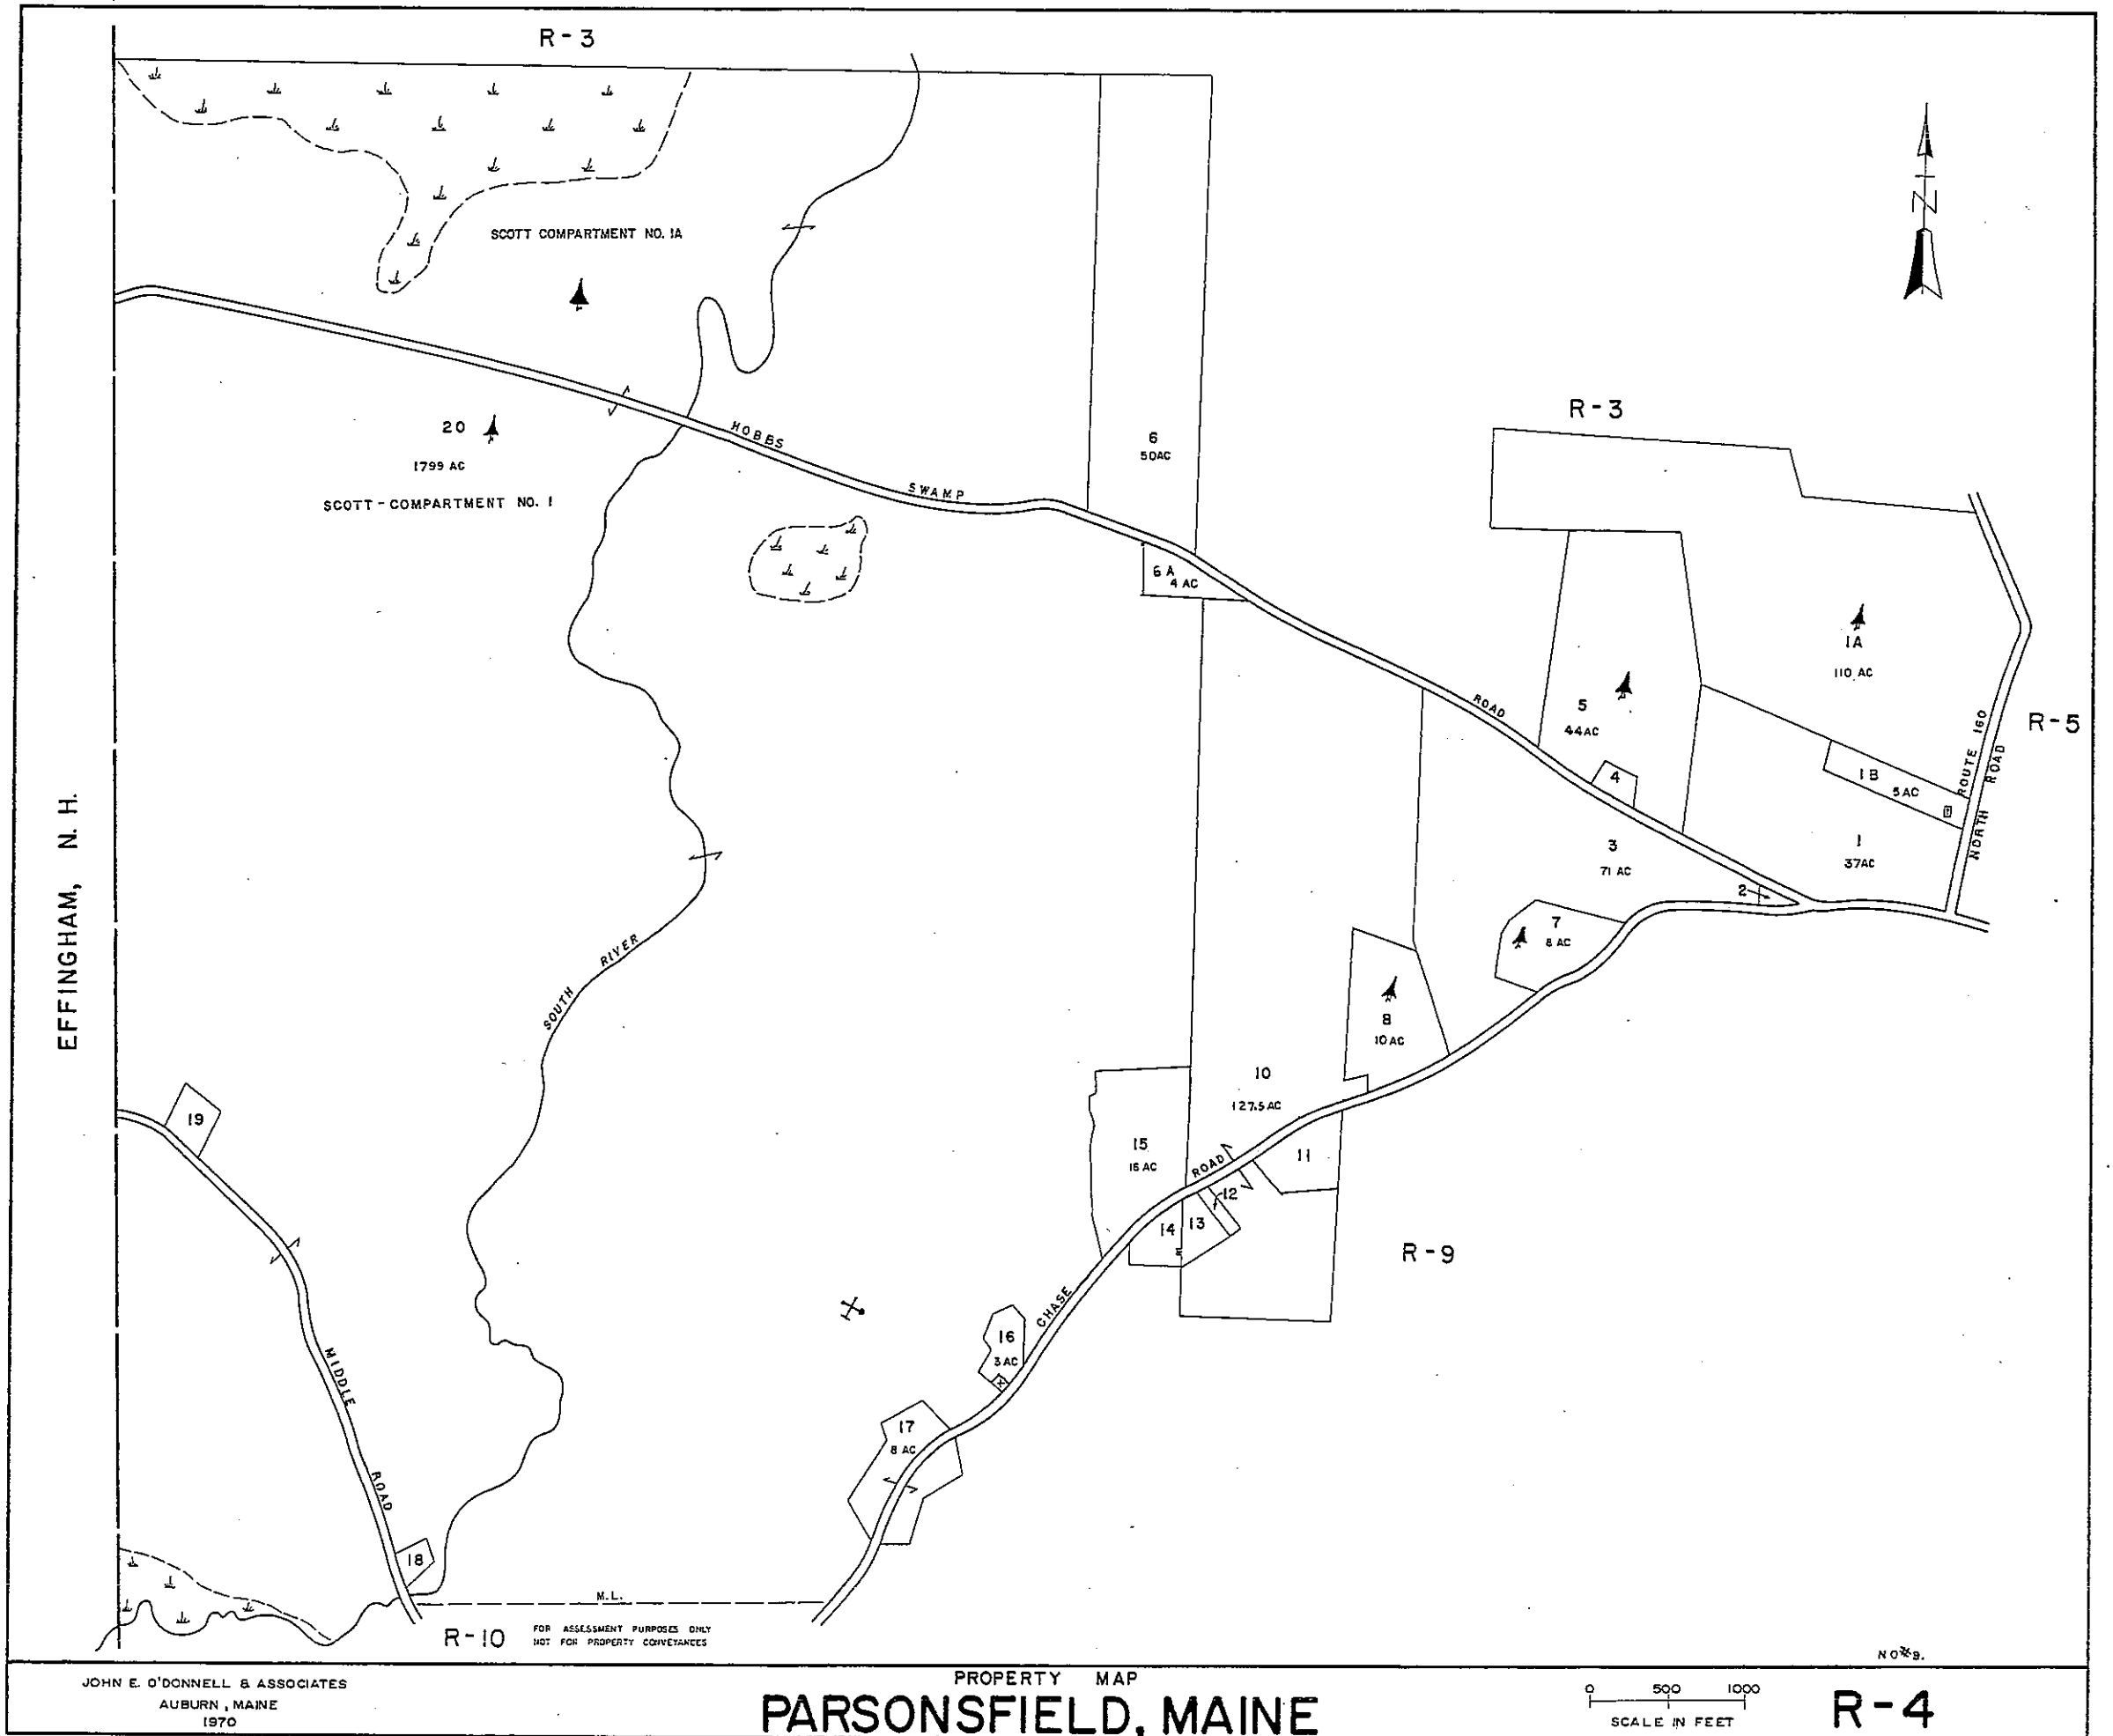 R-3
SCOTT COMPARTMENT NO. 1A
20
1799 AC
SCOTT-COMPARTMENT NO. 1
HOBBS
SWAMP
ROAD
6
50AC
6A
4 AC
R-3
1A
110 AC
5
44AC
4
1B
5 AC
ROUTE 160
NORTH ROAD
R-5
1
37AC
3
71 AC
2
7
8 AC
8
10 AC
EFFINGHAM, N. H.
SOUTH RIVER
10
127.5 AC
15
16 AC
11
12
13
14
ROAD
CHASE
R-9
16
3 AC
17
8 AC
19
MIDDLE
ROAD
18
M.L.
R-10
FOR ASSESSMENT PURPOSES ONLY
NOT FOR PROPERTY CONVEYANCES
JOHN E. O'DONNELL & ASSOCIATES
AUBURN, MAINE
1970
PROPERTY MAP
PARSONSFIELD, MAINE
0 500 1000
SCALE IN FEET
R-4